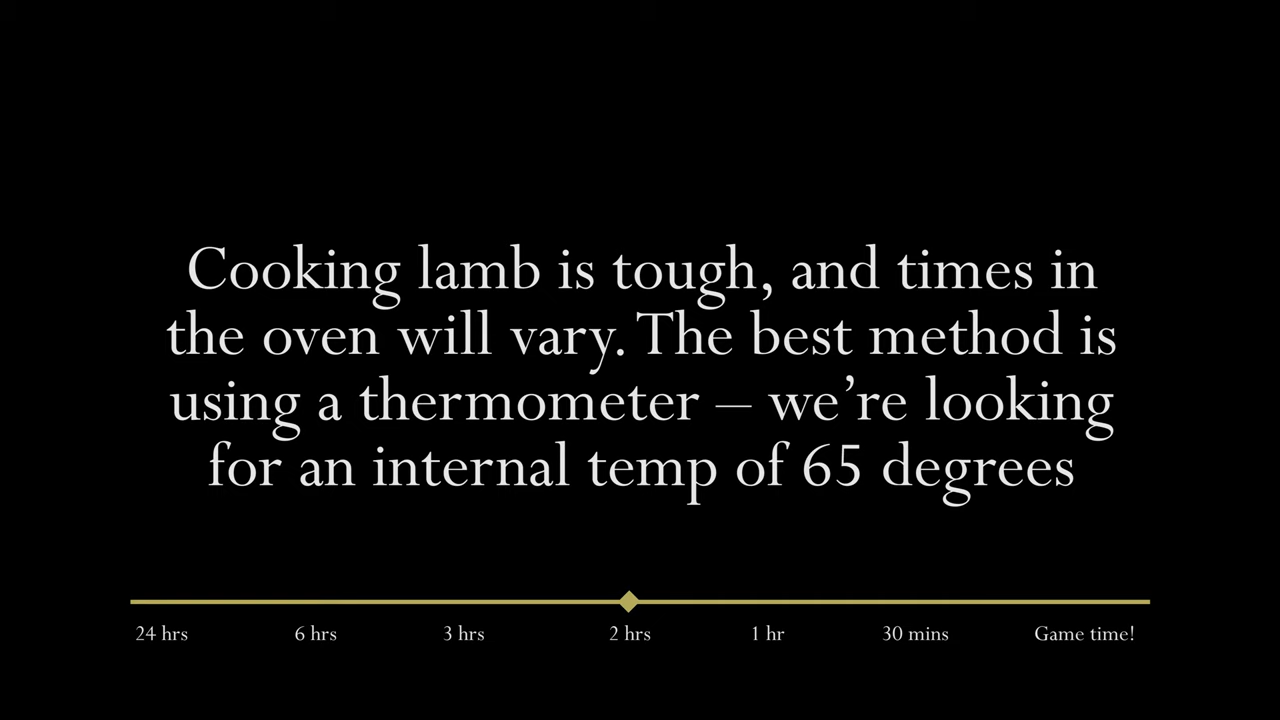 Cooking lamb is tough, and times in
the oven will vary. The best method is
using a thermometer – we’re looking
for an internal temp of 65 degrees
24 hrs 6 hrs 3 hrs 2 hrs 1 hr 30 mins Game time!